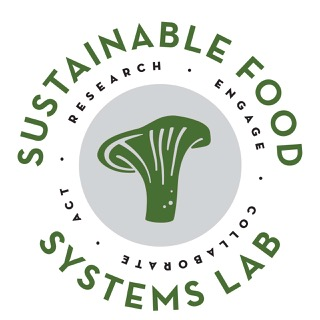 SUSTAINABLE FOOD
SYSTEMS LAB
RESEARCH · ENGAGE · COLLABORATE · ACT ·